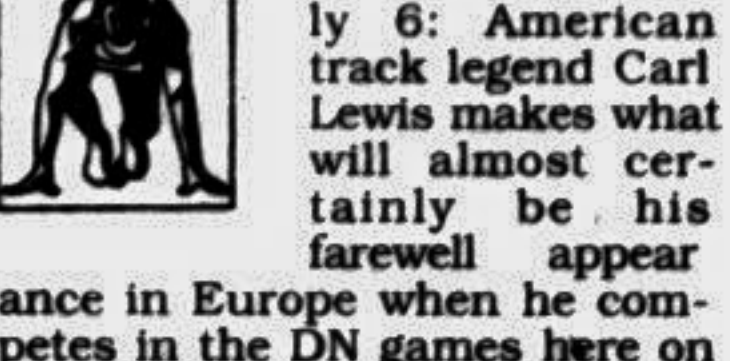 ly 6: American
track legend Carl
Lewis makes what
will almost cer-
tainly be his
farewell appear
ance in Europe when he com-
petes in the DN games here on